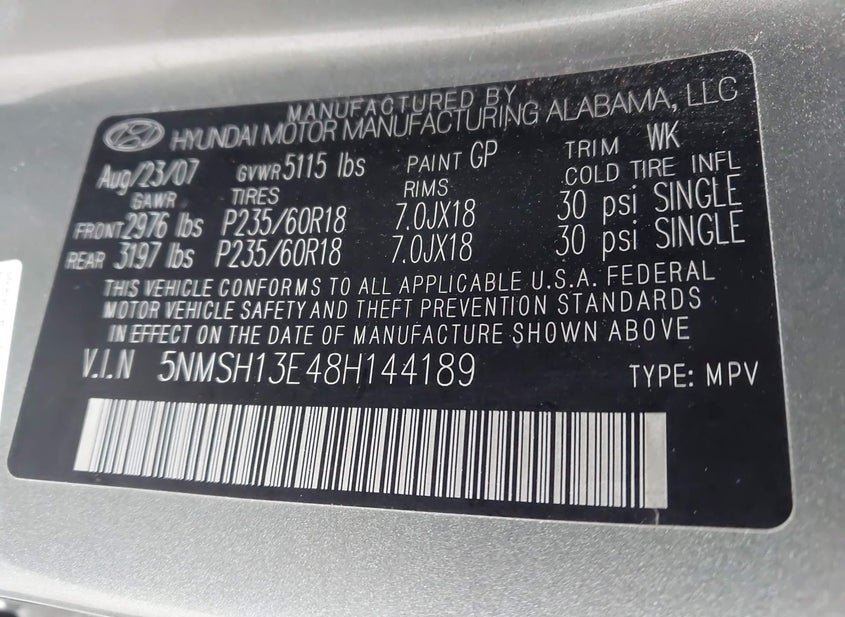 MANUFACTURED BY
HYUNDAI MOTOR MANUFACTURING ALABAMA, LLC
Aug/23/07 GVWR 5115 lbs PAINT GP TRIM WK
GAWR TIRES RIMS COLD TIRE INFL
FRONT 2976 lbs P235/60R18 7.0JX18 30 psi SINGLE
REAR 3197 lbs P235/60R18 7.0JX18 30 psi SINGLE
THIS VEHICLE CONFORMS TO ALL APPLICABLE U.S.A. FEDERAL
MOTOR VEHICLE SAFETY AND THEFT PREVENTION STANDARDS
IN EFFECT ON THE DATE OF MANUFACTURE SHOWN ABOVE
V.I.N 5NMSH13E48H144189 TYPE: MPV